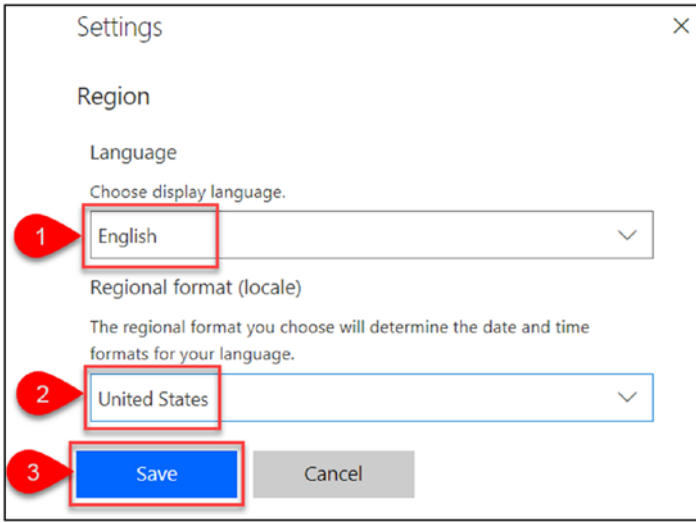 Settings
Region
Language
Choose display language.
1
English
Regional format (locale)
The regional format you choose will determine the date and time
formats for your language.
2
United States
3
Save
Cancel